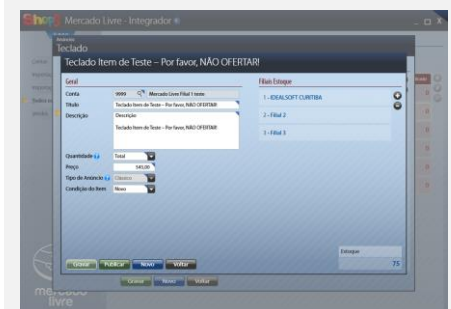 Shop
Mercado Livre - Integrador
Anúncios
Teclado
Teclado Item de Teste – Por favor, NÃO OFERTAR!
Geral
Filiais Estoque
Conta 9999 Mercado Livre Filial 1 teste
1 - IDEALSOFT CURITIBA
Título Teclado Item de Teste - Por favor, NÃO OFERTAR!
Descrição Descrição
2 - Filial 2
Teclado Item de Teste - Por favor, NÃO OFERTAR!
3 - Filial 3
Quantidade Total
Preço
Tipo de Anúncio Clássico
Condição do Item Novo
Estoque
75
Gravar Publicar Novo Voltar
Gravar Novo Voltar
mercado
livre